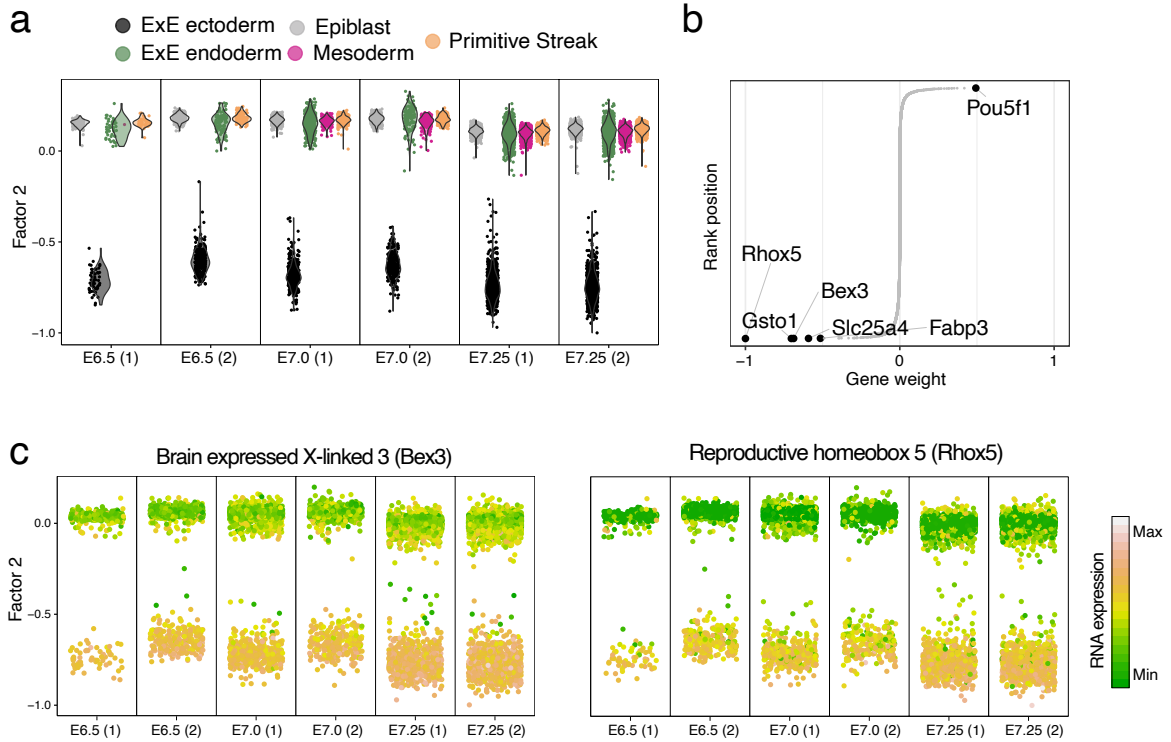 a
ExE ectoderm
Epiblast
Primitive Streak
ExE endoderm
Mesoderm
Factor 2
0.0
−0.5
−1.0
E6.5 (1)
E6.5 (2)
E7.0 (1)
E7.0 (2)
E7.25 (1)
E7.25 (2)
b
Rank position
Pou5f1
Rhox5
Bex3
Gsto1
Slc25a4
Fabp3
−1
0
1
Gene weight
c
Brain expressed X-linked 3 (Bex3)
Factor 2
0.0
−0.5
−1.0
E6.5 (1)
E6.5 (2)
E7.0 (1)
E7.0 (2)
E7.25 (1)
E7.25 (2)
Reproductive homeobox 5 (Rhox5)
E6.5 (1)
E6.5 (2)
E7.0 (1)
E7.0 (2)
E7.25 (1)
E7.25 (2)
RNA expression
Max
Min